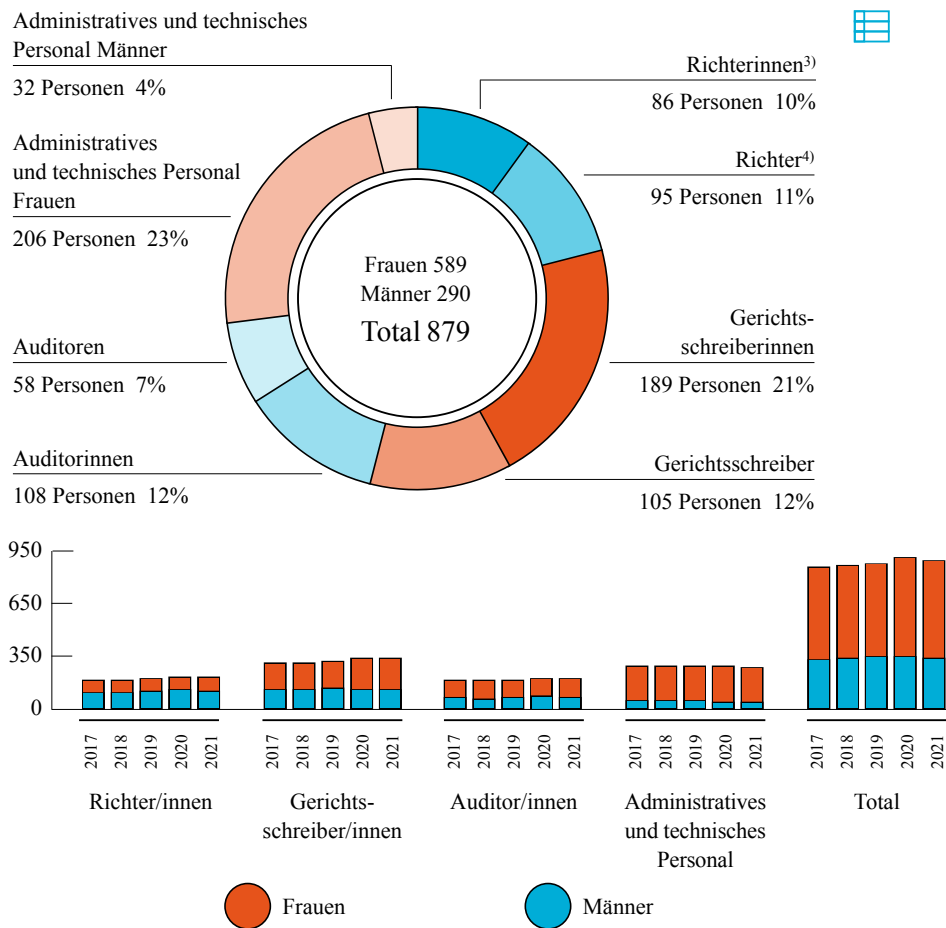 Administratives und technisches
Personal Männer
32 Personen 4%
Administratives
und technisches Personal
Frauen
206 Personen 23%
Auditoren
58 Personen 7%
Auditorinnen
108 Personen 12%
Richterinnen3)
86 Personen 10%
Richter4)
95 Personen 11%
Gerichts-
schreiberinnen
189 Personen 21%
Gerichtsschreiber
105 Personen 12%
Frauen 589
Männer 290
Total 879
950
650
350
0
2017 2018 2019 2020 2021
Richter/innen
2017 2018 2019 2020 2021
Gerichts-
schreiber/innen
2017 2018 2019 2020 2021
Auditor/innen
2017 2018 2019 2020 2021
Administratives
und technisches
Personal
2017 2018 2019 2020 2021
Total
Frauen
Männer